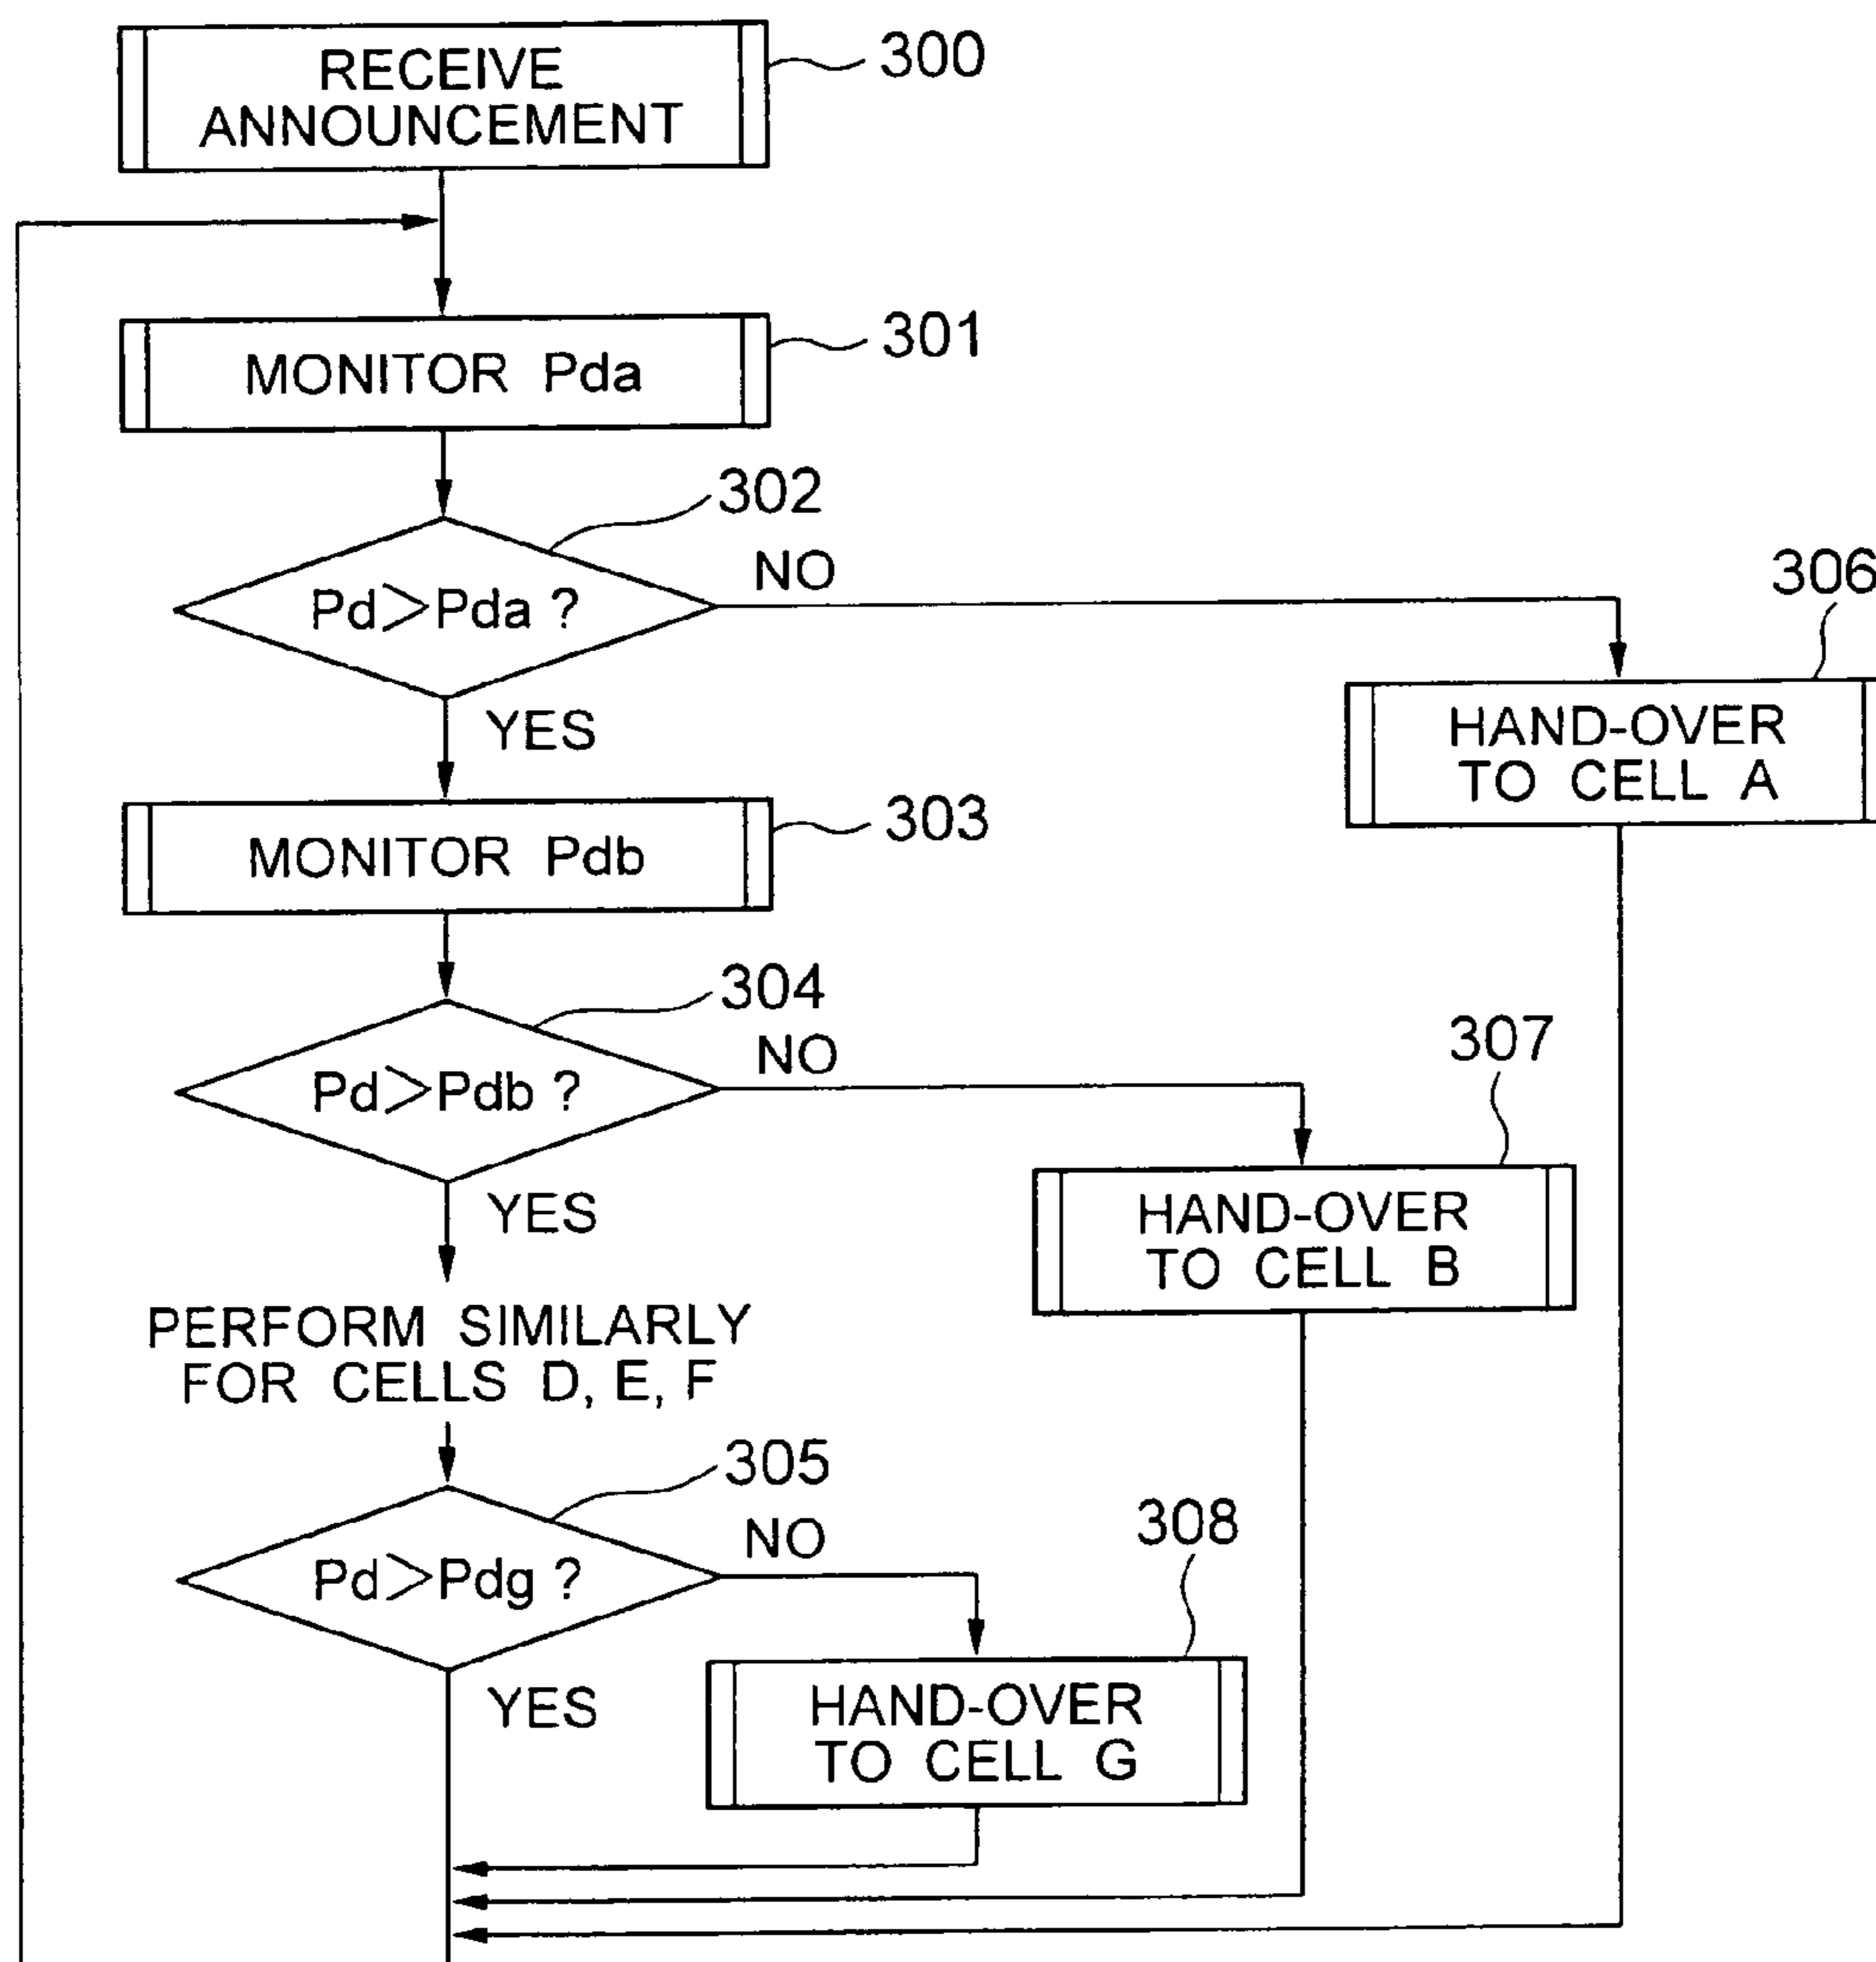 RECEIVE
ANNOUNCEMENT
300
MONITOR Pda
301
302
Pd>Pda ?
NO
YES
306
HAND-OVER
TO CELL A
MONITOR Pdb
303
304
Pd>Pdb ?
NO
YES
307
HAND-OVER
TO CELL B
PERFORM SIMILARLY
FOR CELLS D, E, F
305
Pd>Pdg ?
NO
YES
308
HAND-OVER
TO CELL G